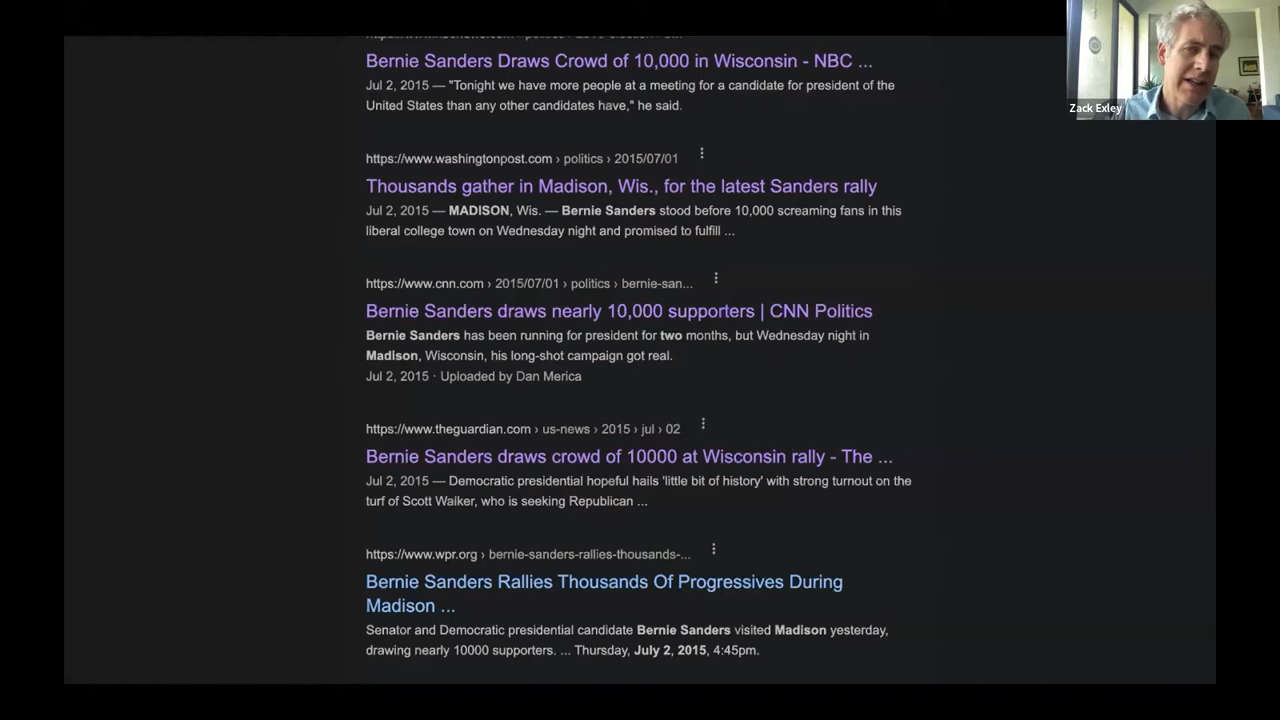 Bernie Sanders Draws Crowd of 10,000 in Wisconsin - NBC ...
Jul 2, 2015 — "Tonight we have more people at a meeting for a candidate for president of the
United States than any other candidates have," he said.
https://www.washingtonpost.com › politics › 2015/07/01
Thousands gather in Madison, Wis., for the latest Sanders rally
Jul 2, 2015 — MADISON, Wis. — Bernie Sanders stood before 10,000 screaming fans in this
liberal college town on Wednesday night and promised to fulfill ...
https://www.cnn.com › 2015/07/01 › politics › bernie-san...
Bernie Sanders draws nearly 10,000 supporters | CNN Politics
Bernie Sanders has been running for president for two months, but Wednesday night in
Madison, Wisconsin, his long-shot campaign got real.
Jul 2, 2015 · Uploaded by Dan Merica
https://www.theguardian.com › us-news › 2015 › jul › 02
Bernie Sanders draws crowd of 10000 at Wisconsin rally - The ...
Jul 2, 2015 — Democratic presidential hopeful hails 'little bit of history' with strong turnout on the
turf of Scott Walker, who is seeking Republican ...
https://www.wpr.org › bernie-sanders-rallies-thousands-...
Bernie Sanders Rallies Thousands Of Progressives During
Madison ...
Senator and Democratic presidential candidate Bernie Sanders visited Madison yesterday,
drawing nearly 10000 supporters. ... Thursday, July 2, 2015, 4:45pm.
Zack Exley